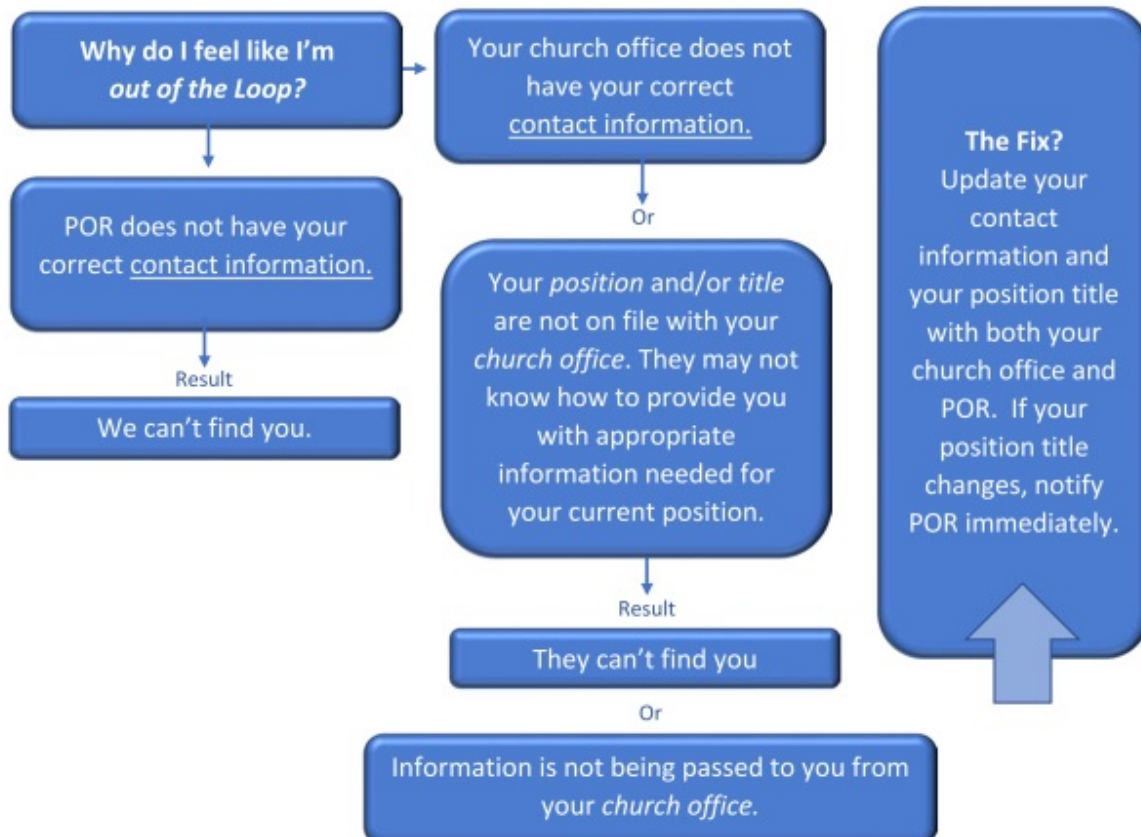 Why do I feel like I’m
out of the Loop?
Your church office does not
have your correct
contact information.
POR does not have your
correct contact information.
Result
We can’t find you.
Or
Your position and/or title
are not on file with your
church office. They may not
know how to provide you
with appropriate
information needed for
your current position.
Result
They can’t find you
Or
Information is not being passed to you from
your church office.
The Fix?
Update your
contact
information and
your position title
with both your
church office and
POR.  If your
position title
changes, notify
POR immediately.